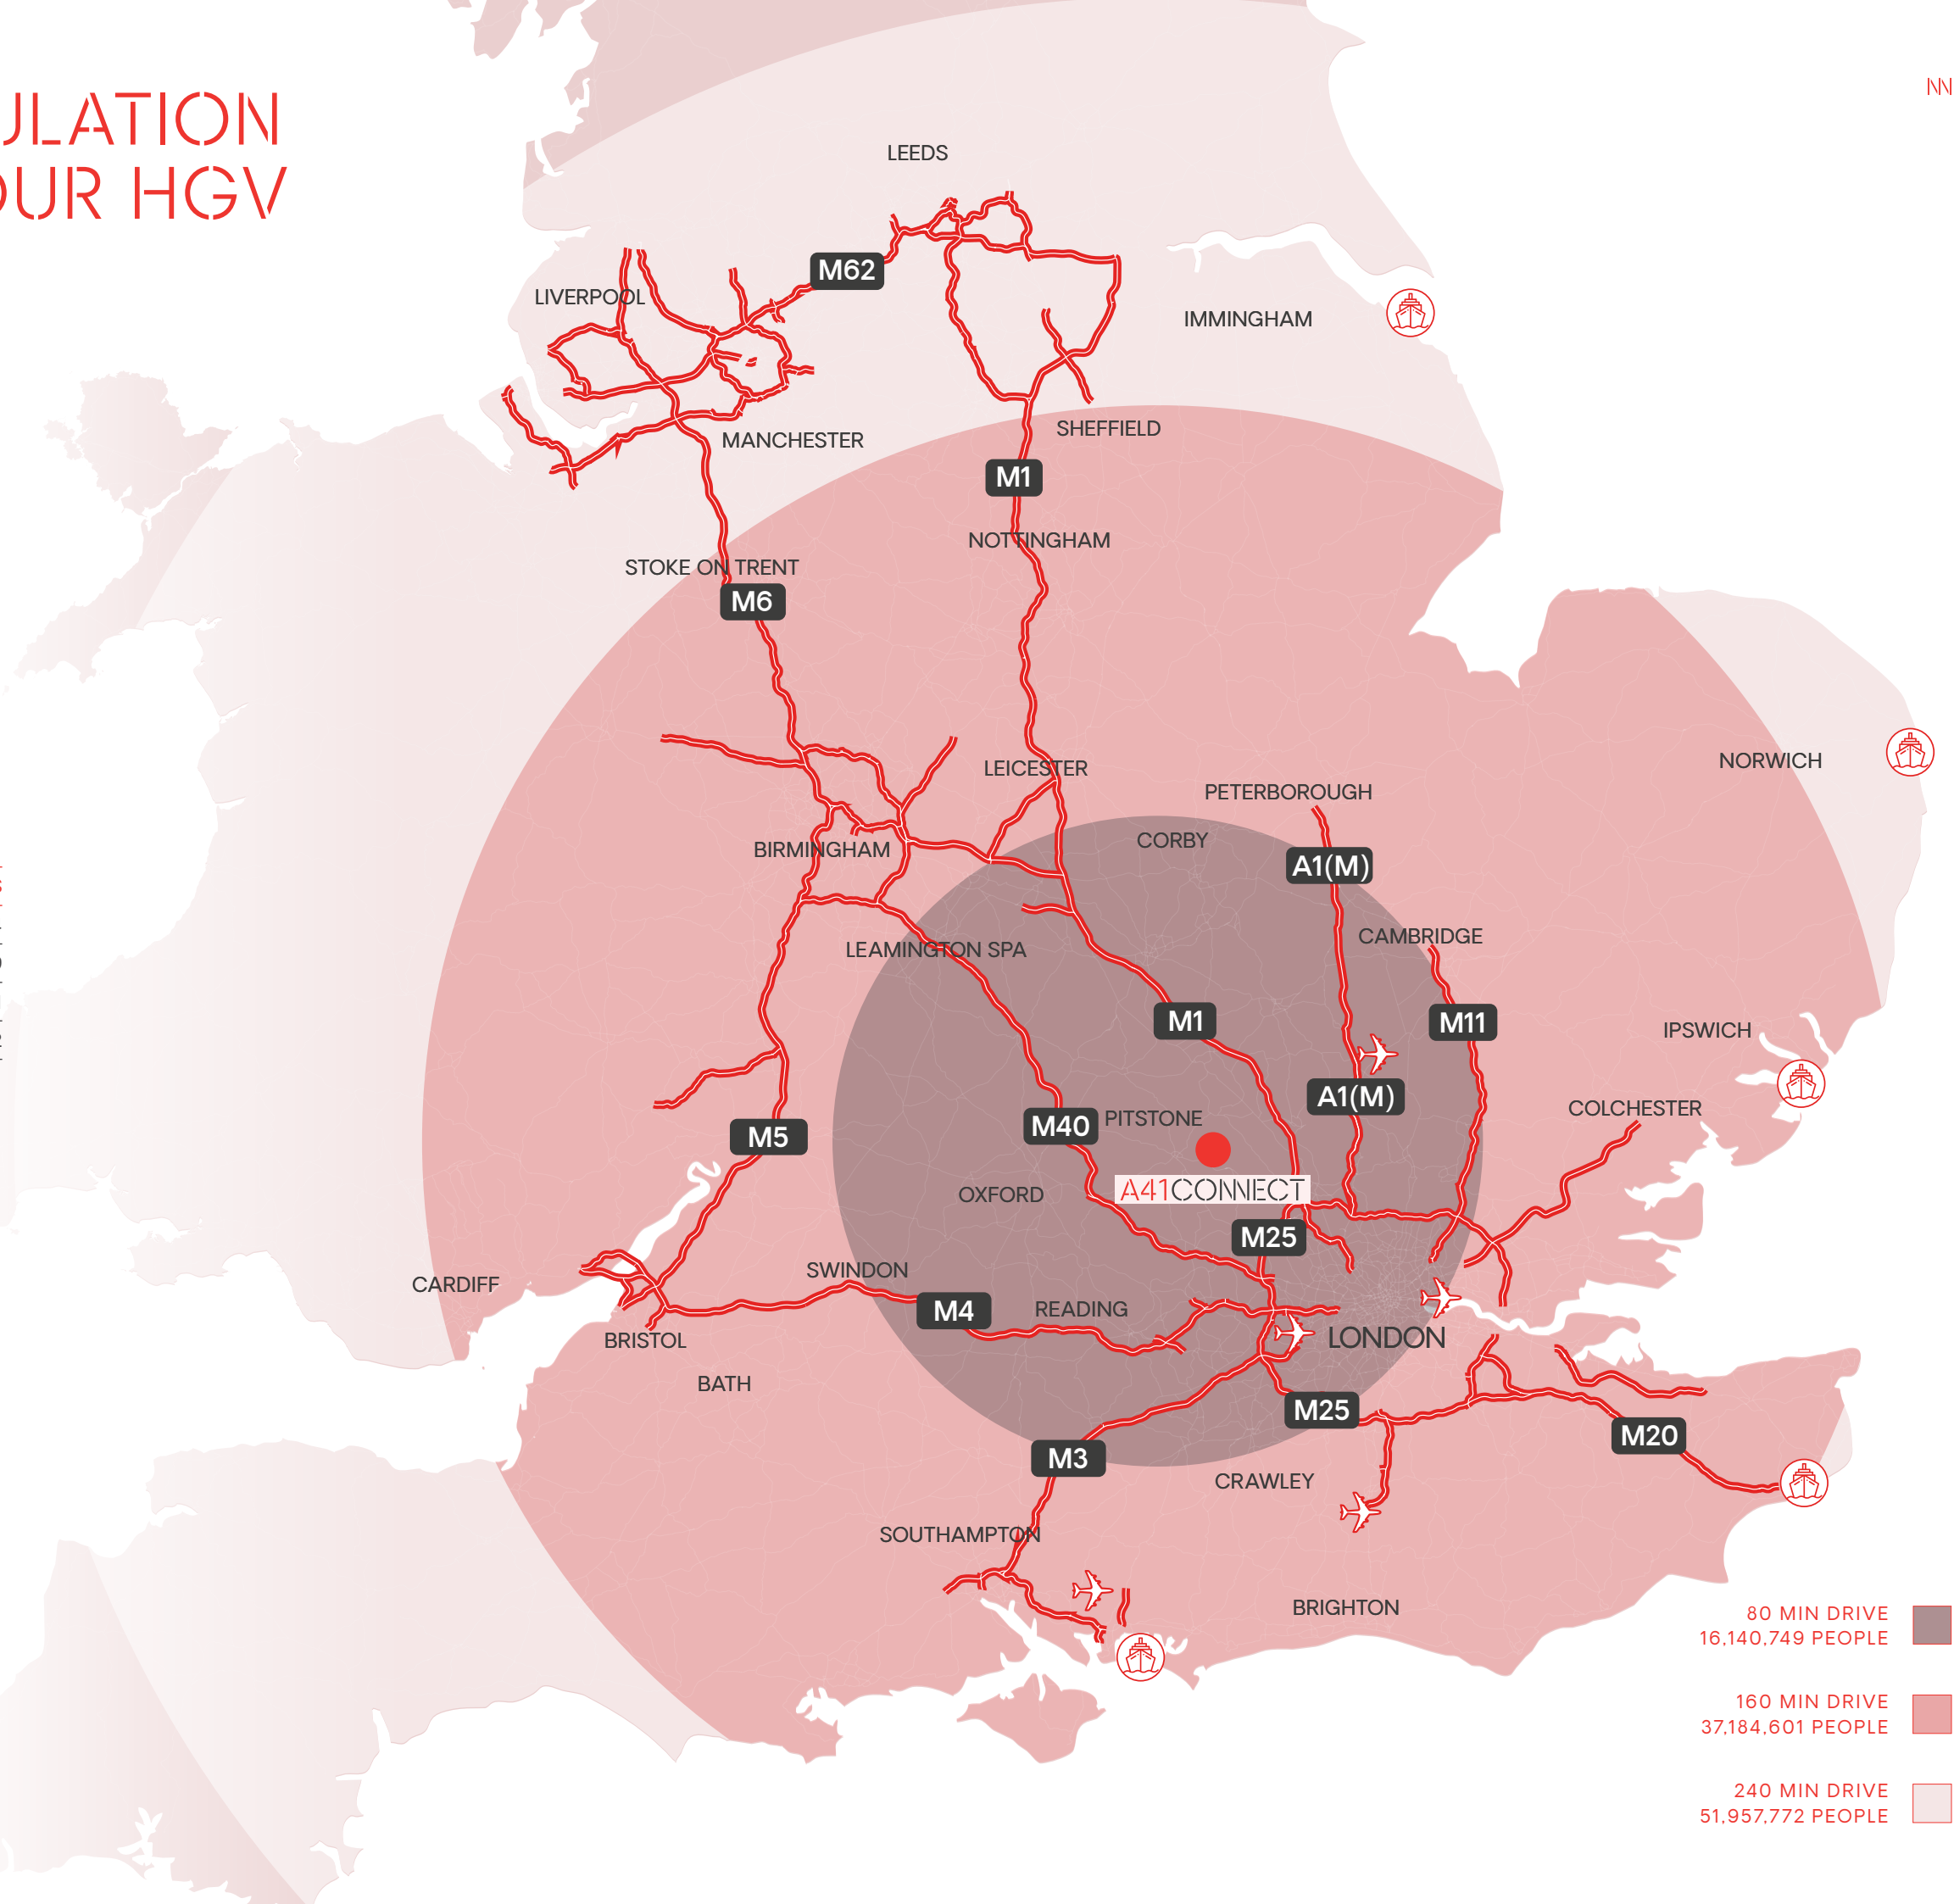 ULATION
OUR HGV
LEEDS
M62
LIVERPOOL
IMMINGHAM
MANCHESTER
SHEFFIELD
M1
NOTTINGHAM
STOKE ON TRENT
M6
NORWICH
LEICESTER
PETERBOROUGH
CORBY
BIRMINGHAM
A1(M)
CAMBRIDGE
LEAMINGTON SPA
M1
M11
IPSWICH
A1(M)
COLCHESTER
PITSTONE
M40
M5
A41CONNECT
OXFORD
M25
SWINDON
CARDIFF
M4
READING
LONDON
BRISTOL
BATH
M25
M20
M3
CRAWLEY
SOUTHAMPTON
BRIGHTON
80 MIN DRIVE
16,140,749 PEOPLE
160 MIN DRIVE
37,184,601 PEOPLE
240 MIN DRIVE
51,957,772 PEOPLE